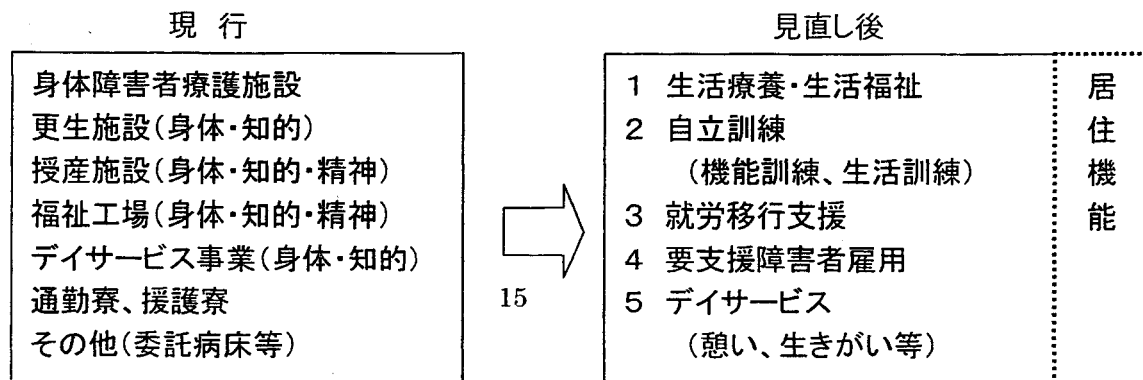 現 行
身体障害者療護施設
更生施設(身体・知的)
授産施設(身体・知的・精神)
福祉工場(身体・知的・精神)
デイサービス事業(身体・知的)
通勤寮、援護寮
その他(委託病床等)
15
見直し後
1 生活療養・生活福祉
2 自立訓練
(機能訓練、生活訓練)
3 就労移行支援
4 要支援障害者雇用
5 デイサービス
(憩い、生きがい等)
居
住
機
能